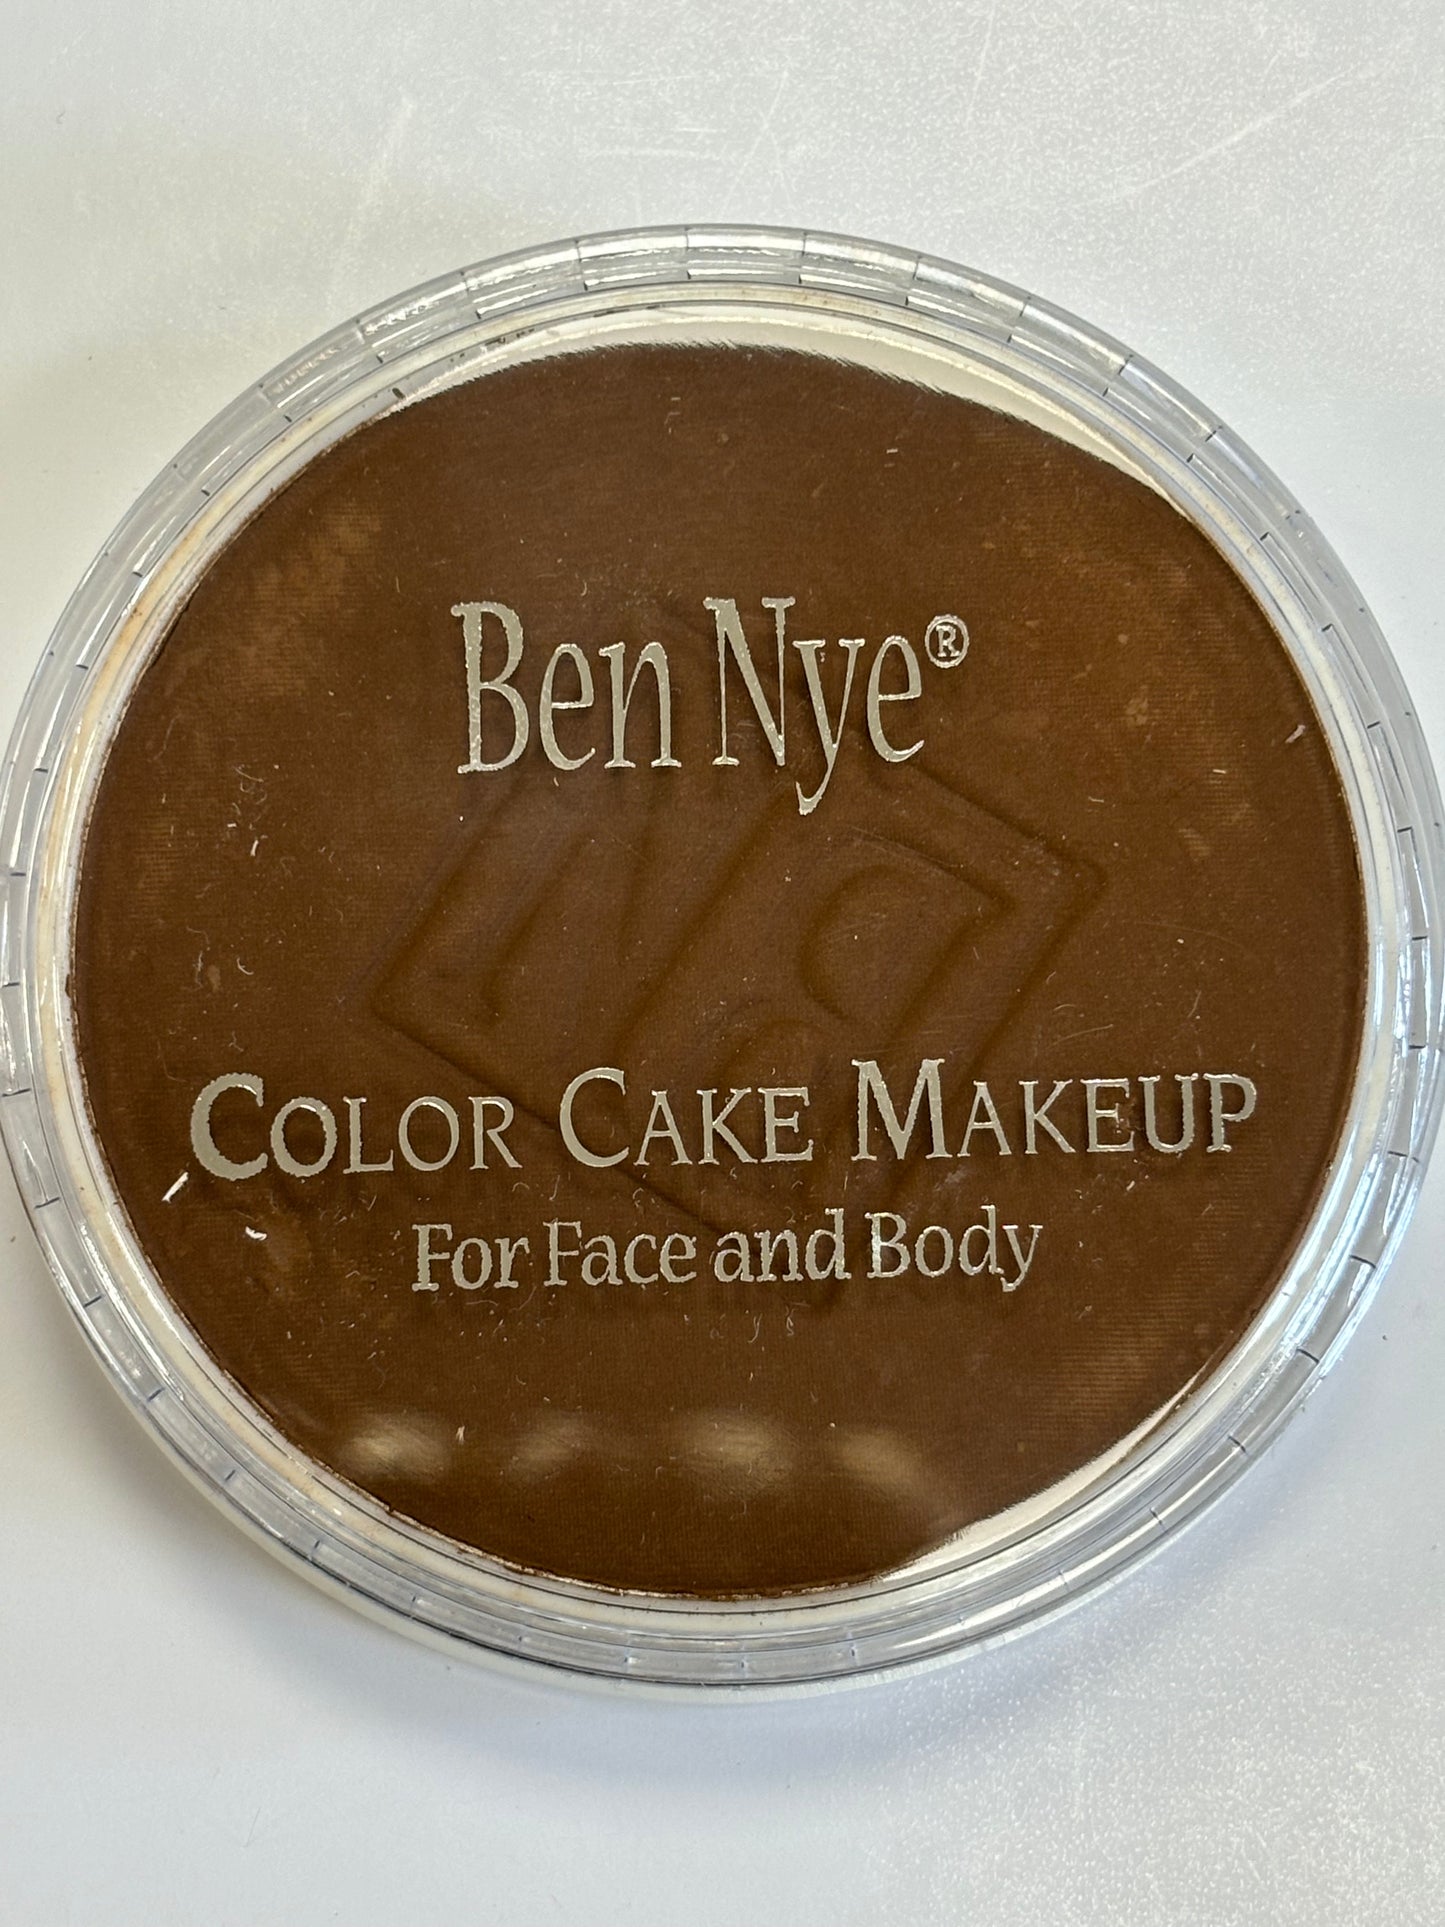 Ben Nye®
COLOR CAKE MAKEUP
For Face and Body